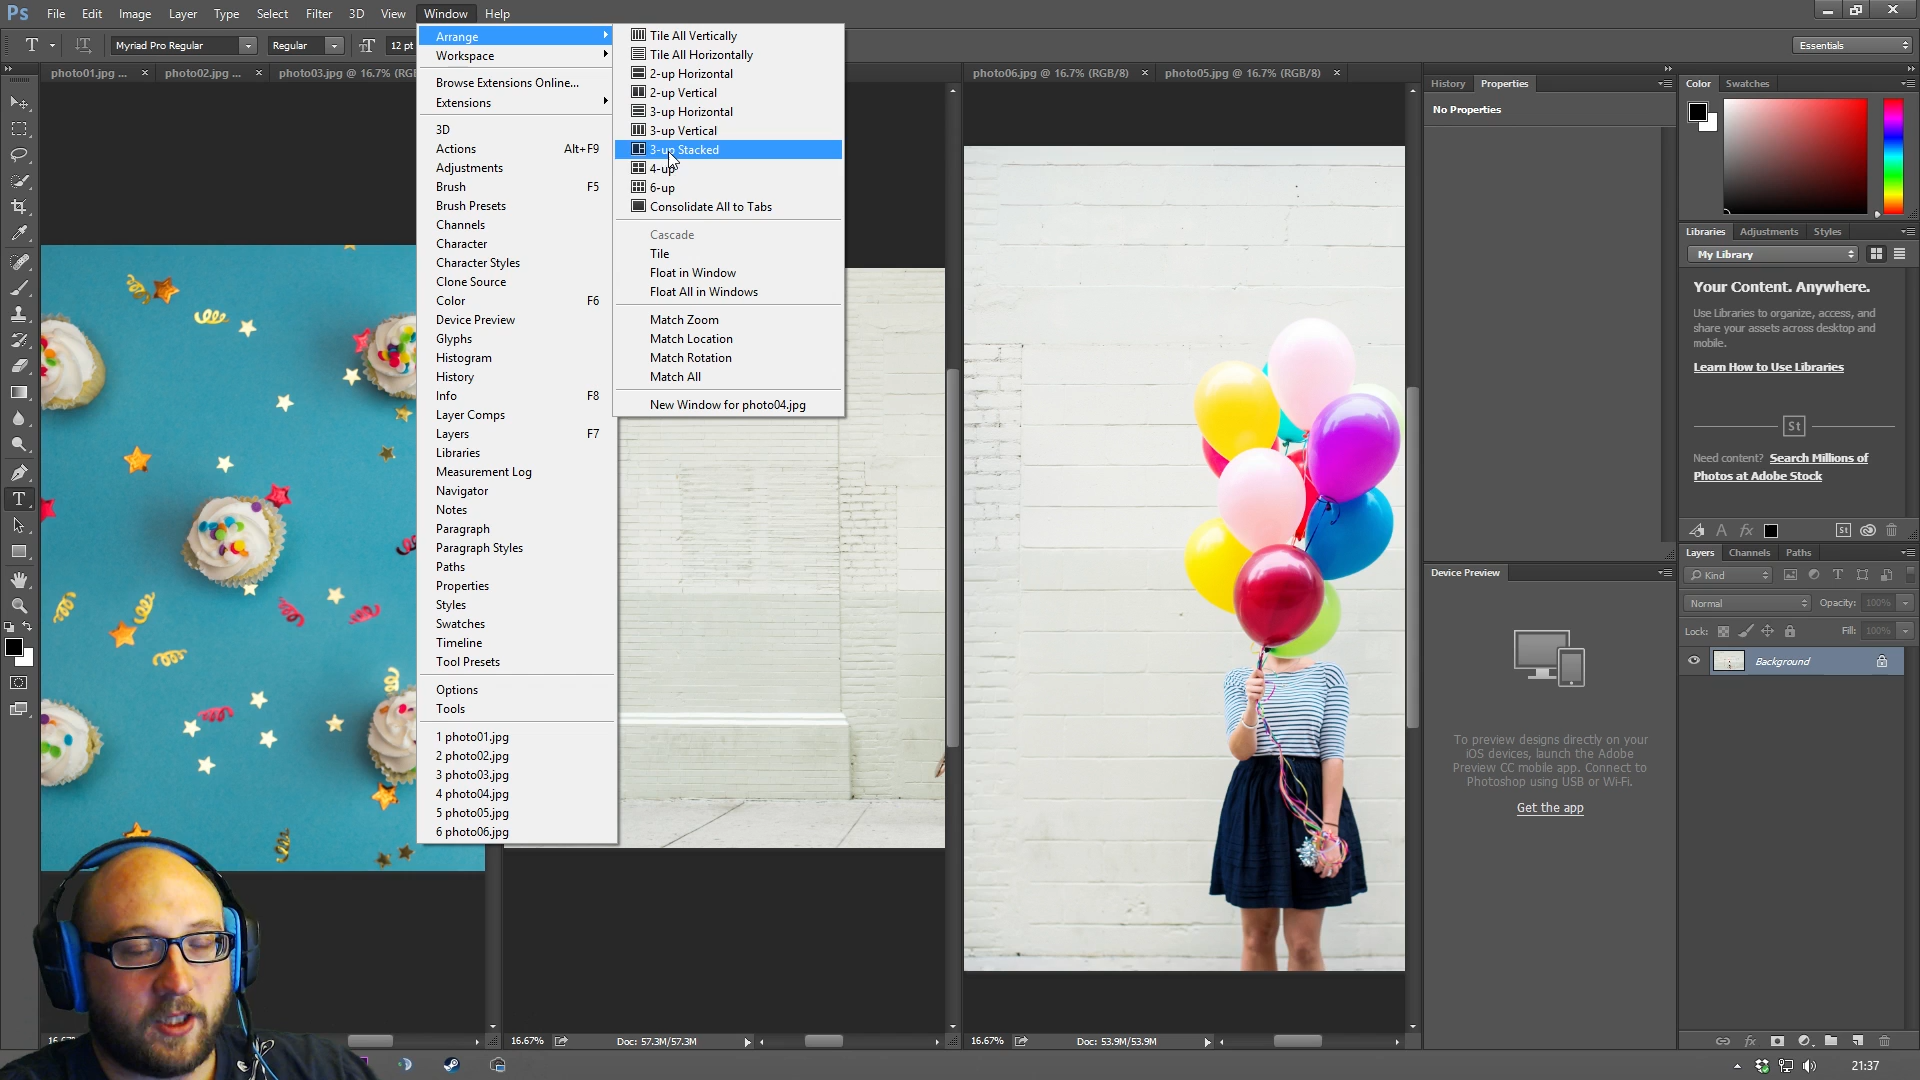 Ps File Edit Image Layer Type Select Filter 3D View Window Help
T Myriad Pro Regular Regular 12 pt Essentials
photo01.jpg ... × photo02.jpg ... × photo03.jpg @ 16.7% (RG photo06.jpg @ 16.7% (RGB/8) × photo05.jpg @ 16.7% (RGB/8) ×
Arrange
Workspace
Browse Extensions Online...
Extensions
3D
Actions Alt+F9
Adjustments
Brush F5
Brush Presets
Channels
Character
Character Styles
Clone Source
Color F6
Device Preview
Glyphs
Histogram
History
Info F8
Layer Comps
Layers F7
Libraries
Measurement Log
Navigator
Notes
Paragraph
Paragraph Styles
Paths
Properties
Styles
Swatches
Timeline
Tool Presets
Options
Tools
1 photo01.jpg
2 photo02.jpg
3 photo03.jpg
4 photo04.jpg
5 photo05.jpg
6 photo06.jpg
Tile All Vertically
Tile All Horizontally
2-up Horizontal
2-up Vertical
3-up Horizontal
3-up Vertical
3-up Stacked
4-up
6-up
Consolidate All to Tabs
Cascade
Tile
Float in Window
Float All in Windows
Match Zoom
Match Location
Match Rotation
Match All
New Window for photo04.jpg
History Properties
No Properties
Device Preview
To preview designs directly on your
iOS devices, launch the Adobe
Preview CC mobile app. Connect to
Photoshop using USB or Wi-Fi.
Get the app
Color Swatches
Libraries Adjustments Styles
My Library
Your Content. Anywhere.
Use Libraries to organize, access, and
share your assets across desktop and
mobile.
Learn How to Use Libraries
St
Need content? Search Millions of
Photos at Adobe Stock
A fx St
Layers Channels Paths
Kind T
Normal Opacity: 100%
Lock: Fill: 100%
Background
fx
16.67% Doc: 57.3M/57.3M
16.67% Doc: 53.9M/53.9M
21:37